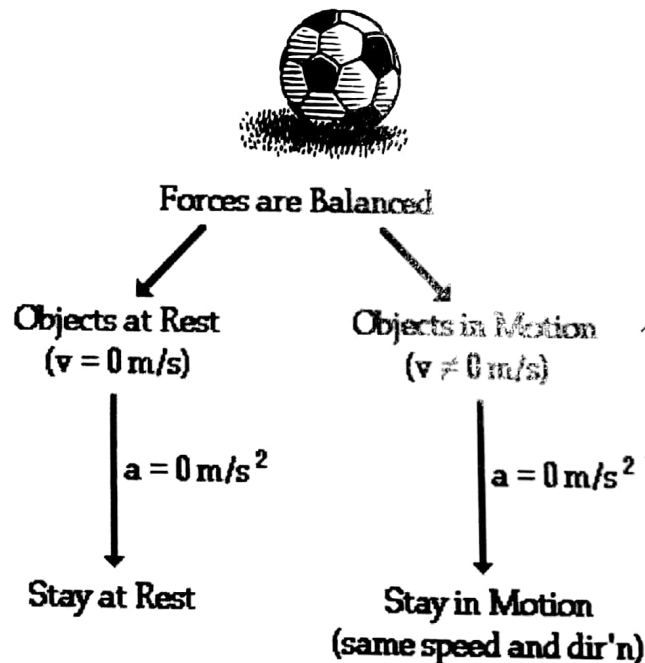 Forces are Balanced
Objects at Rest
(v = 0 m/s)
Objects in Motion
(v ≠ 0 m/s)
a = 0 m/s²
a = 0 m/s²
Stay at Rest
Stay in Motion
(same speed and dir'n)